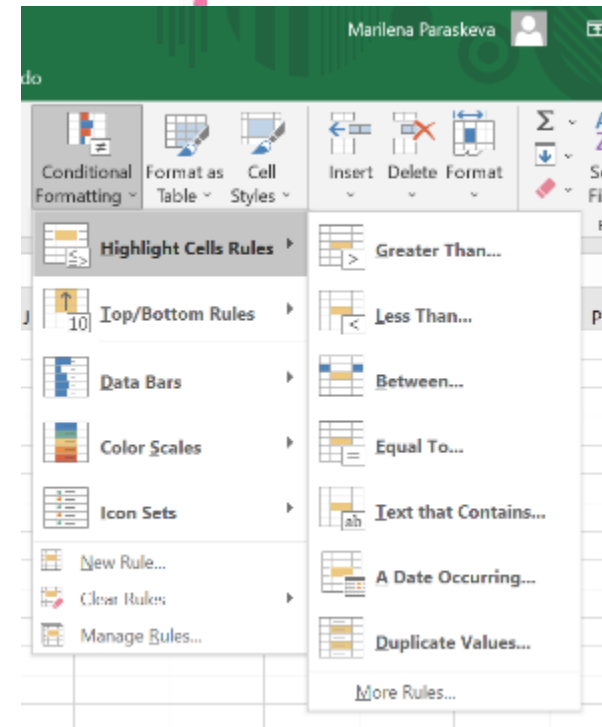 Marilena Paraskeva
do
Conditional Formatting
Format as Table
Cell Styles
Insert
Delete
Format
Σ
Highlight Cells Rules
Top/Bottom Rules
Data Bars
Color Scales
Icon Sets
New Rule...
Clear Rules
Manage Rules...
Greater Than...
Less Than...
Between...
Equal To...
Text that Contains...
A Date Occurring...
Duplicate Values...
More Rules...
J
P